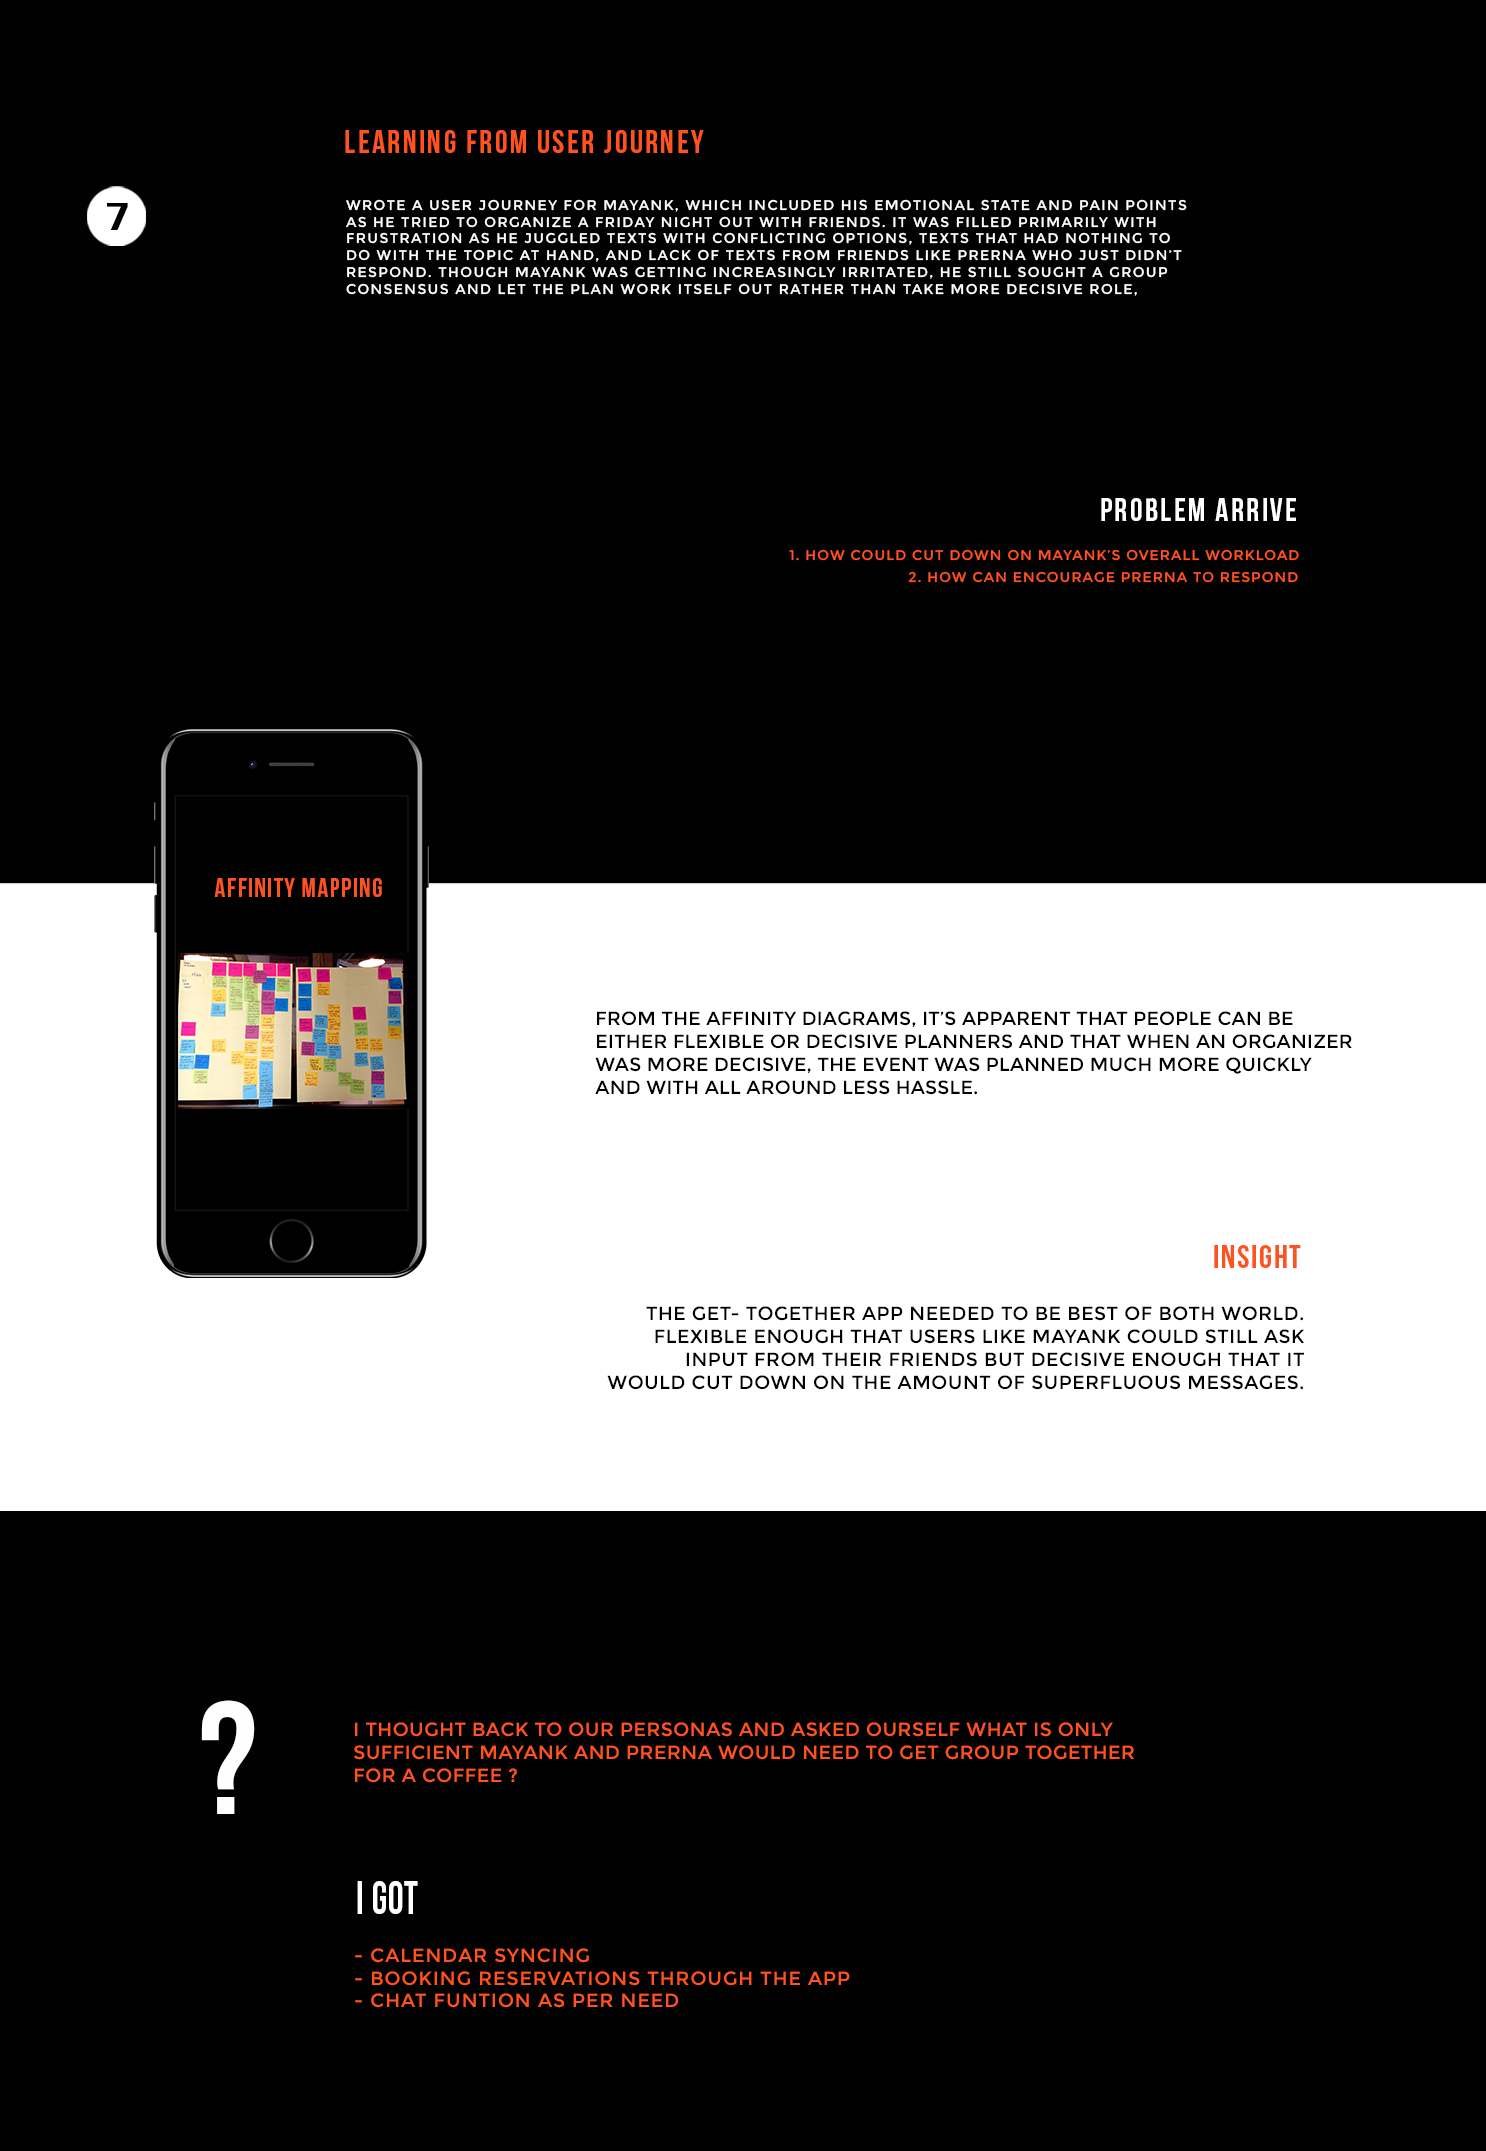 LEARNING FROM USER JOURNEY
7
WROTE A USER JOURNEY FOR MAYANK, WHICH INCLUDED HIS EMOTIONAL STATE AND PAIN POINTS
AS HE TRIED TO ORGANIZE A FRIDAY NIGHT OUT WITH FRIENDS. IT WAS FILLED PRIMARILY WITH
FRUSTRATION AS HE JUGGLED TEXTS WITH CONFLICTING OPTIONS, TEXTS THAT HAD NOTHING TO
DO WITH THE TOPIC AT HAND, AND LACK OF TEXTS FROM FRIENDS LIKE PRERNA WHO JUST DIDN'T
RESPOND. THOUGH MAYANK WAS GETTING INCREASINGLY IRRITATED, HE STILL SOUGHT A GROUP
CONSENSUS AND LET THE PLAN WORK ITSELF OUT RATHER THAN TAKE MORE DECISIVE ROLE,
PROBLEM ARRIVE
1. HOW COULD CUT DOWN ON MAYANK'S OVERALL WORKLOAD
2. HOW CAN ENCOURAGE PRERNA TO RESPOND
AFFINITY MAPPING
FROM THE AFFINITY DIAGRAMS, IT'S APPARENT THAT PEOPLE CAN BE
EITHER FLEXIBLE OR DECISIVE PLANNERS AND THAT WHEN AN ORGANIZER
WAS MORE DECISIVE, THE EVENT WAS PLANNED MUCH MORE QUICKLY
AND WITH ALL AROUND LESS HASSLE.
INSIGHT
THE GET- TOGETHER APP NEEDED TO BE BEST OF BOTH WORLD.
FLEXIBLE ENOUGH THAT USERS LIKE MAYANK COULD STILL ASK
INPUT FROM THEIR FRIENDS BUT DECISIVE ENOUGH THAT IT
WOULD CUT DOWN ON THE AMOUNT OF SUPERFLUOUS MESSAGES.
?
I THOUGHT BACK TO OUR PERSONAS AND ASKED OURSELF WHAT IS ONLY
SUFFICIENT MAYANK AND PRERNA WOULD NEED TO GET GROUP TOGETHER
FOR A COFFEE ?
I GOT
- CALENDAR SYNCING
- BOOKING RESERVATIONS THROUGH THE APP
- CHAT FUNTION AS PER NEED